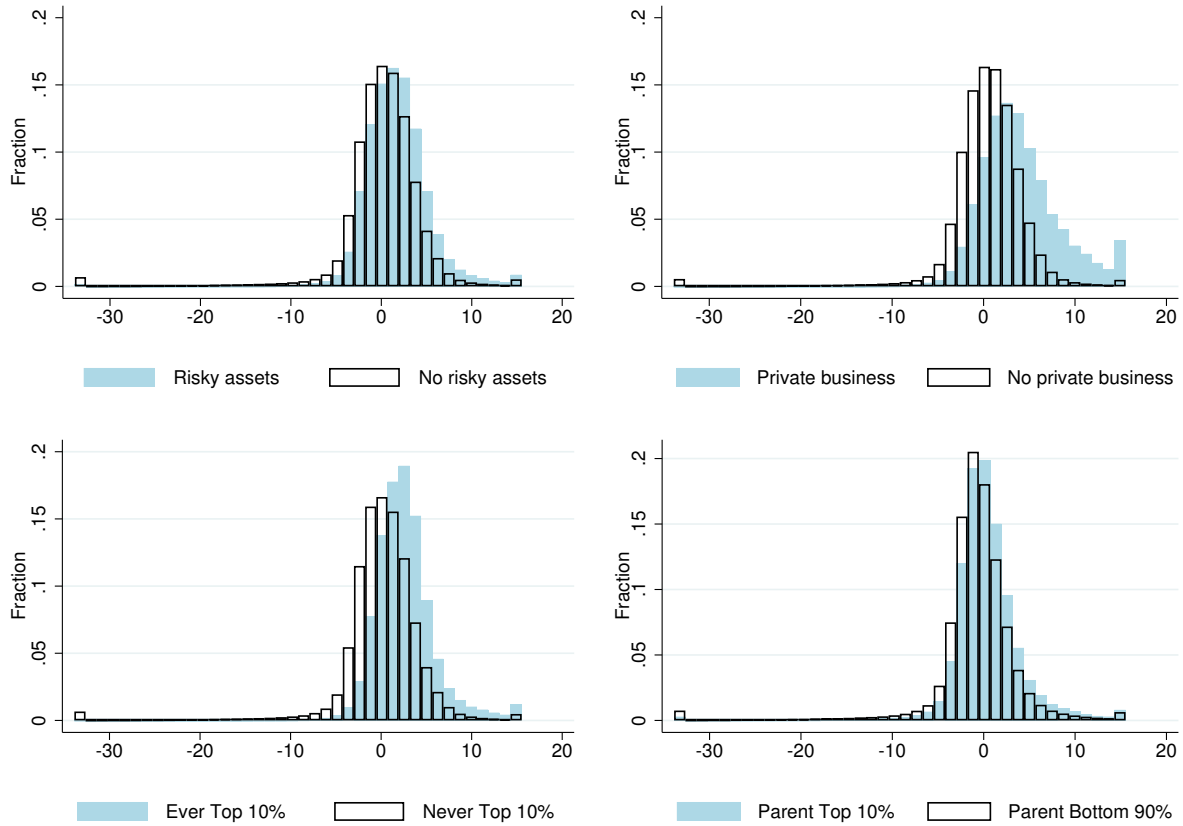 .2
.15
.1
.05
0
Fraction
-30 -20 -10 0 10 20
Risky assets No risky assets
.2
.15
.1
.05
0
Fraction
-30 -20 -10 0 10 20
Private business No private business
.2
.15
.1
.05
0
Fraction
-30 -20 -10 0 10 20
Ever Top 10% Never Top 10%
.2
.15
.1
.05
0
Fraction
-30 -20 -10 0 10 20
Parent Top 10% Parent Bottom 90%